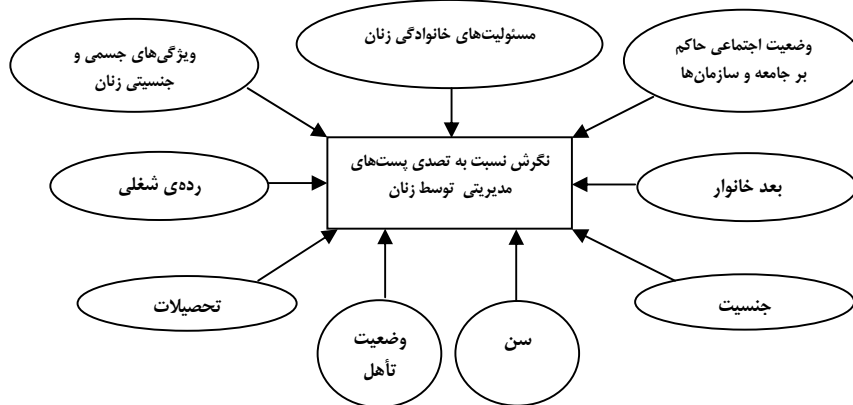 مسئولیت‌های خانوادگی زنان
وضعیت اجتماعی حاکم
بر جامعه و سازمان‌ها
ویژگی‌های جسمی و
جنسیتی زنان
نگرش نسبت به تصدی پست‌های
مدیریتی توسط زنان
بعد خانوار
رده‌ی شغلی
جنسیت
سن
وضعیت
تأهل
تحصیلات